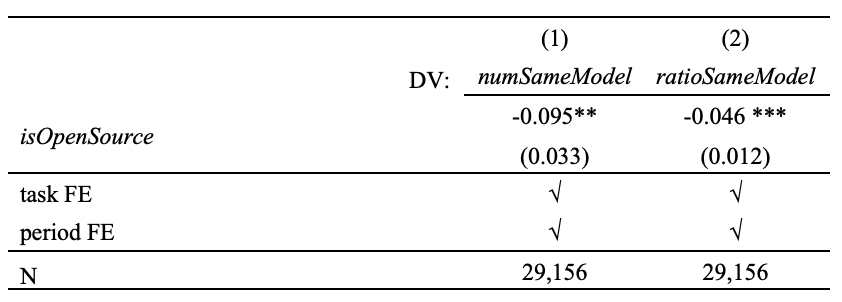 (1) (2)
DV: numSameModel ratioSameModel
-0.095** -0.046 ***
isOpenSource
(0.033) (0.012)
task FE √ √
period FE √ √
N 29,156 29,156